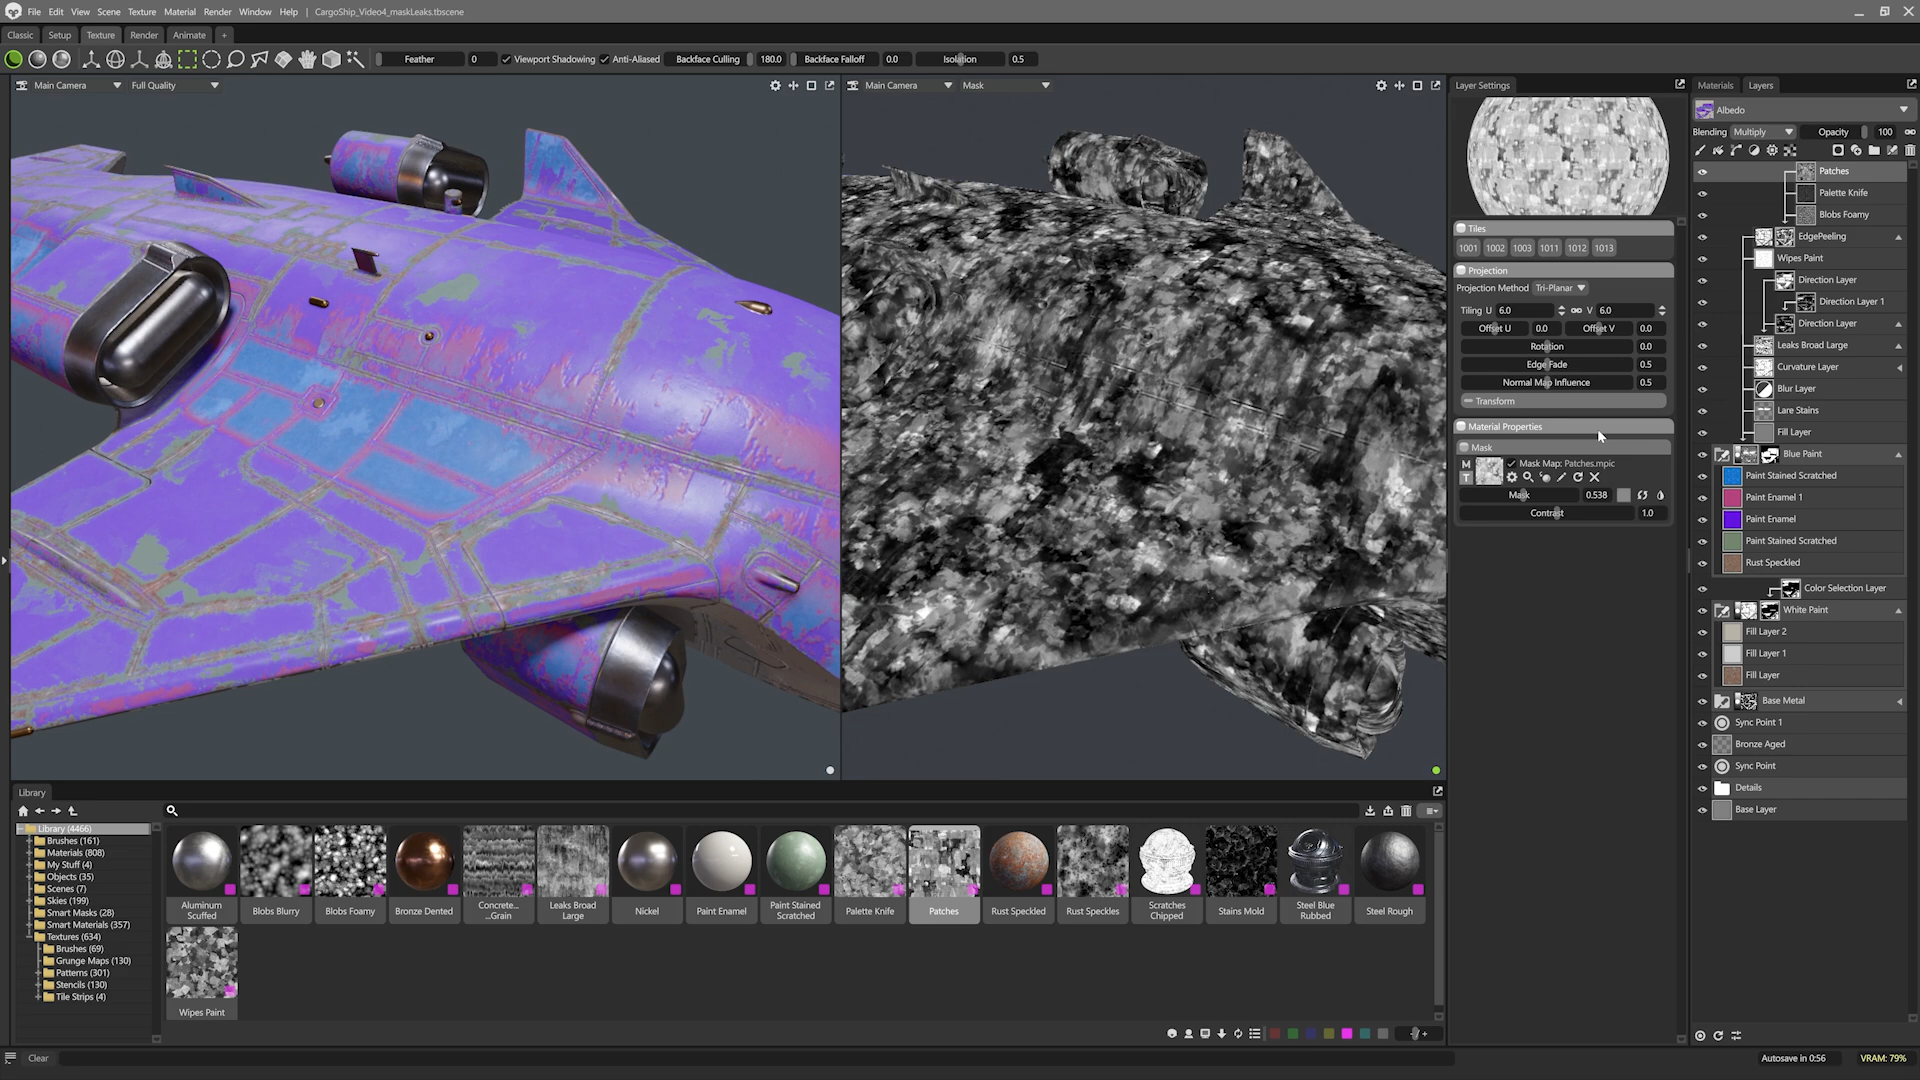 File Edit View Scene Texture Material Render Window Help | CargoShip_Video4_maskLeaks.tbscene
Classic Setup Texture Render Animate +
Feather 0 Viewport Shadowing Anti-Aliased Backface Culling 180.0 Backface Falloff 0.0 Isolation 0.5
Main Camera Full Quality
Main Camera Mask
Layer Settings
Tiles
1001 1002 1003 1011 1012 1013
Projection
Projection Method Tri-Planar
Tiling U 6.0 V 6.0
Offset U 0.0 Offset V 0.0
Rotation 0.0
Edge Fade 0.5
Normal Map Influence 0.5
Transform
Material Properties
Mask
M Mask Map: Patches.mpic
T
Mask 0.538
Contrast 1.0
Materials Layers
Albedo
Blending Multiply Opacity 100
Patches
Palette Knife
Blobs Foamy
EdgePeeling
Wipes Paint
Direction Layer
Direction Layer 1
Direction Layer
Leaks Broad Large
Curvature Layer
Blur Layer
Lare Stains
Fill Layer
Blue Paint
Paint Stained Scratched
Paint Enamel 1
Paint Enamel
Paint Stained Scratched
Rust Speckled
Color Selection Layer
White Paint
Fill Layer 2
Fill Layer 1
Fill Layer
Base Metal
Sync Point 1
Bronze Aged
Sync Point
Details
Base Layer
Library
Library (4466)
Brushes (161)
Materials (808)
My Stuff (4)
Objects (35)
Scenes (7)
Skies (199)
Smart Masks (28)
Smart Materials (357)
Textures (634)
Brushes (69)
Grunge Maps (130)
Patterns (301)
Stencils (130)
Tile Strips (4)
Aluminum Scuffed
Blobs Blurry
Blobs Foamy
Bronze Dented
Concrete... ...Grain
Leaks Broad Large
Nickel
Paint Enamel
Paint Stained Scratched
Palette Knife
Patches
Rust Speckled
Rust Speckles
Scratches Chipped
Stains Mold
Steel Blue Rubbed
Steel Rough
Wipes Paint
Clear
Autosave in 0:56 VRAM: 79%